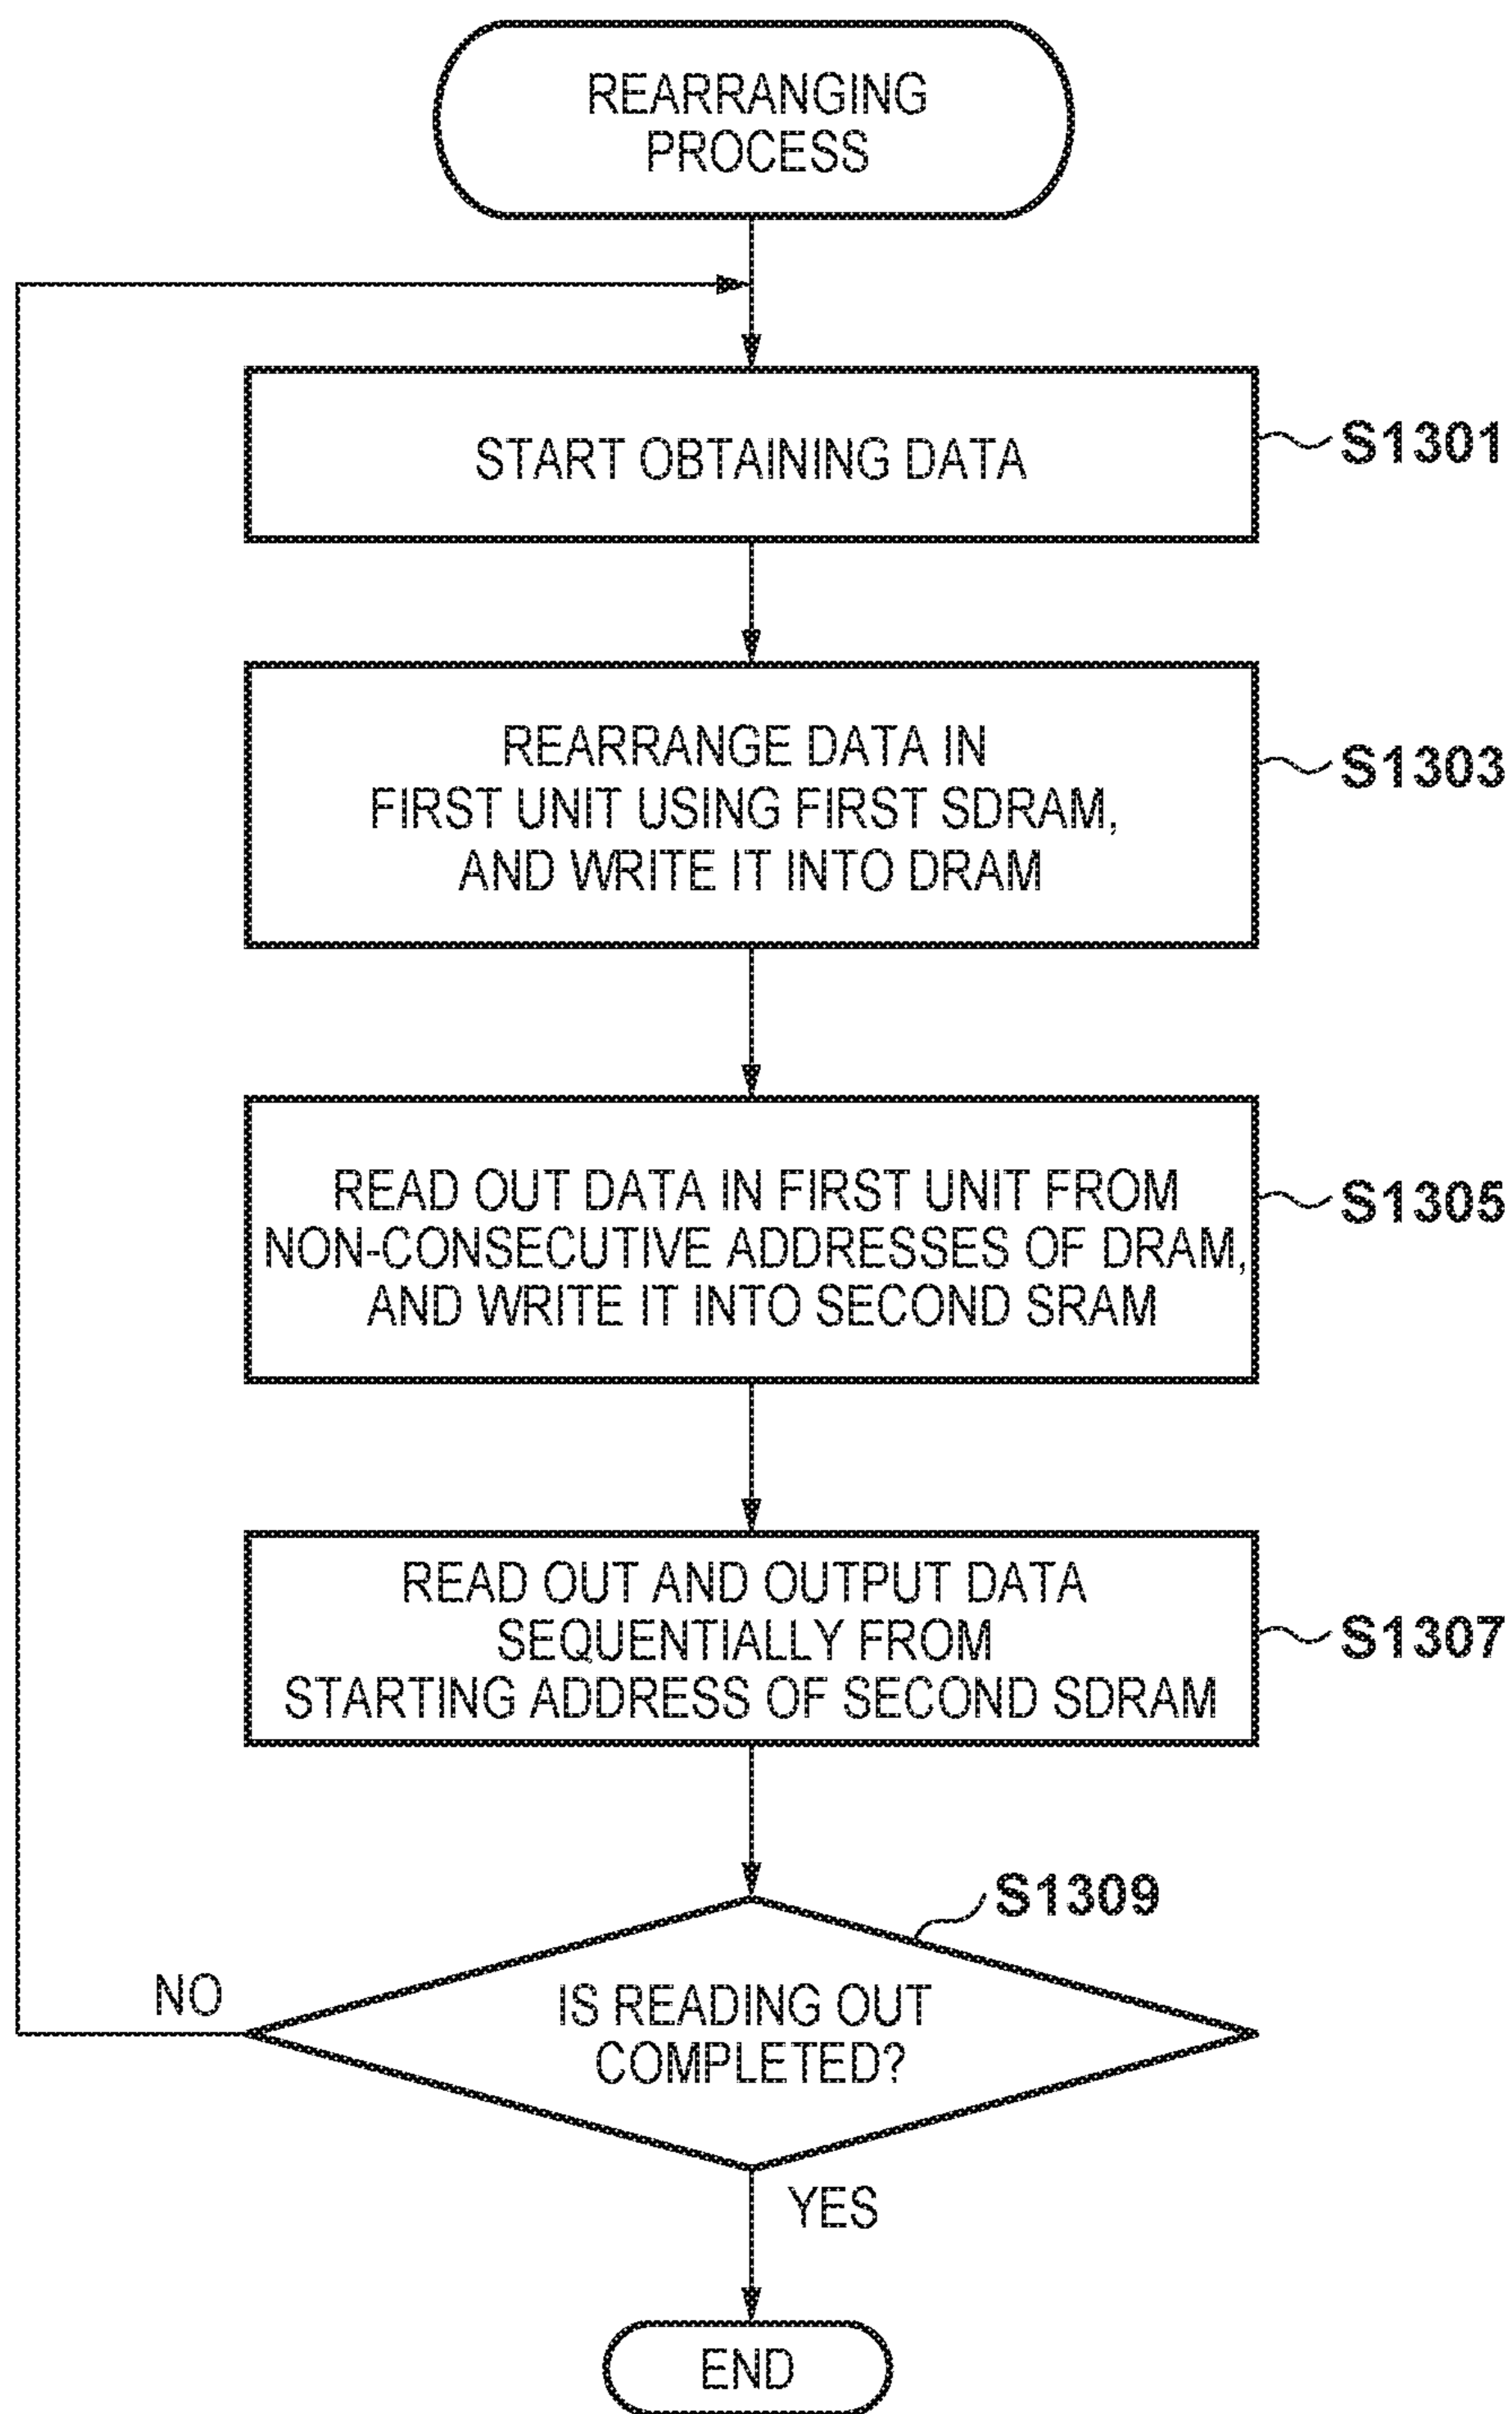 REARRANGING
PROCESS
START OBTAINING DATA
S1301
REARRANGE DATA IN
FIRST UNIT USING FIRST SDRAM,
AND WRITE IT INTO DRAM
S1303
READ OUT DATA IN FIRST UNIT FROM
NON-CONSECUTIVE ADDRESSES OF DRAM,
AND WRITE IT INTO SECOND SRAM
S1305
READ OUT AND OUTPUT DATA
SEQUENTIALLY FROM
STARTING ADDRESS OF SECOND SDRAM
S1307
S1309
IS READING OUT
COMPLETED?
NO
YES
END